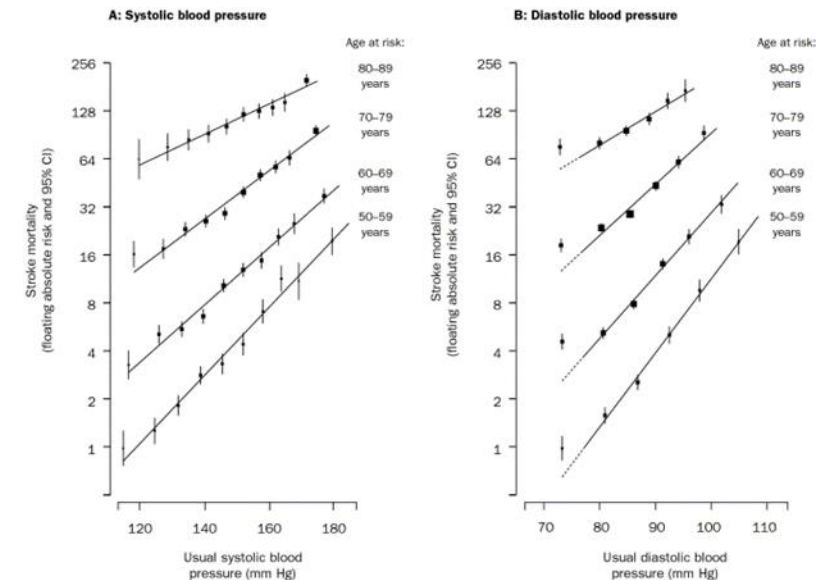 A: Systolic blood pressure
Age at risk:
256
128
64
32
16
8
4
2
1
80–89
years
70–79
years
60–69
years
50–59
years
Stroke mortality
(floating absolute risk and 95% CI)
120
140
160
180
Usual systolic blood
pressure (mm Hg)
B: Diastolic blood pressure
Age at risk:
256
128
64
32
16
8
4
2
1
80–89
years
70–79
years
60–69
years
50–59
years
Stroke mortality
(floating absolute risk and 95% CI)
70
80
90
100
110
Usual diastolic blood
pressure (mm Hg)